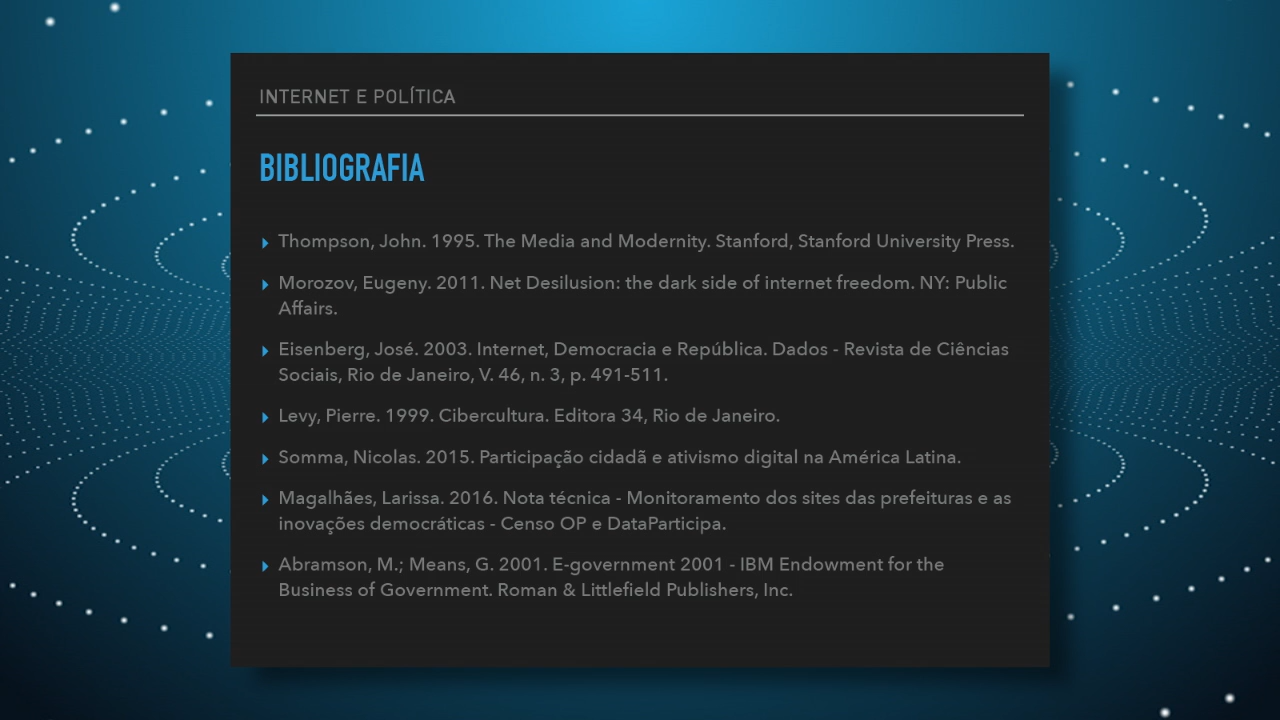 INTERNET E POLÍTICA
BIBLIOGRAFIA
Thompson, John. 1995. The Media and Modernity. Stanford, Stanford University Press.
Morozov, Eugeny. 2011. Net Desilusion: the dark side of internet freedom. NY: Public
Affairs.
Eisenberg, José. 2003. Internet, Democracia e República. Dados - Revista de Ciências
Sociais, Rio de Janeiro, V. 46, n. 3, p. 491-511.
Levy, Pierre. 1999. Cibercultura. Editora 34, Rio de Janeiro.
Somma, Nicolas. 2015. Participação cidadã e ativismo digital na América Latina.
Magalhães, Larissa. 2016. Nota técnica - Monitoramento dos sites das prefeituras e as
inovações democráticas - Censo OP e DataParticipa.
Abramson, M.; Means, G. 2001. E-government 2001 - IBM Endowment for the
Business of Government. Roman & Littlefield Publishers, Inc.